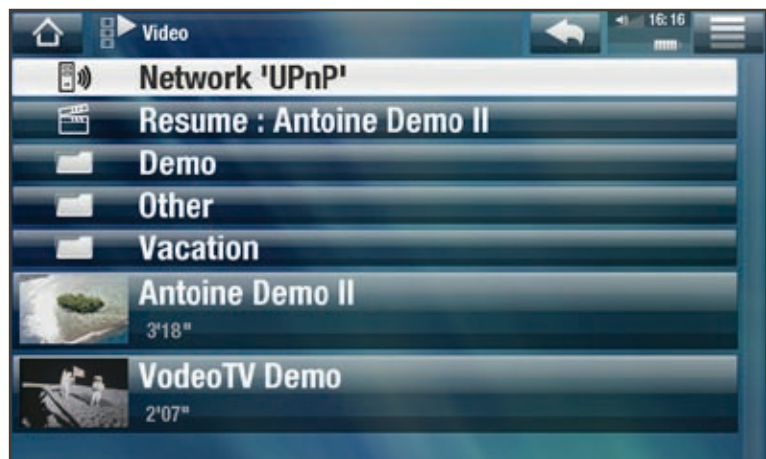 Video
16:16
Network 'UPnP'
Resume : Antoine Demo II
Demo
Other
Vacation
Antoine Demo II
3'18"
VodeoTV Demo
2'07"